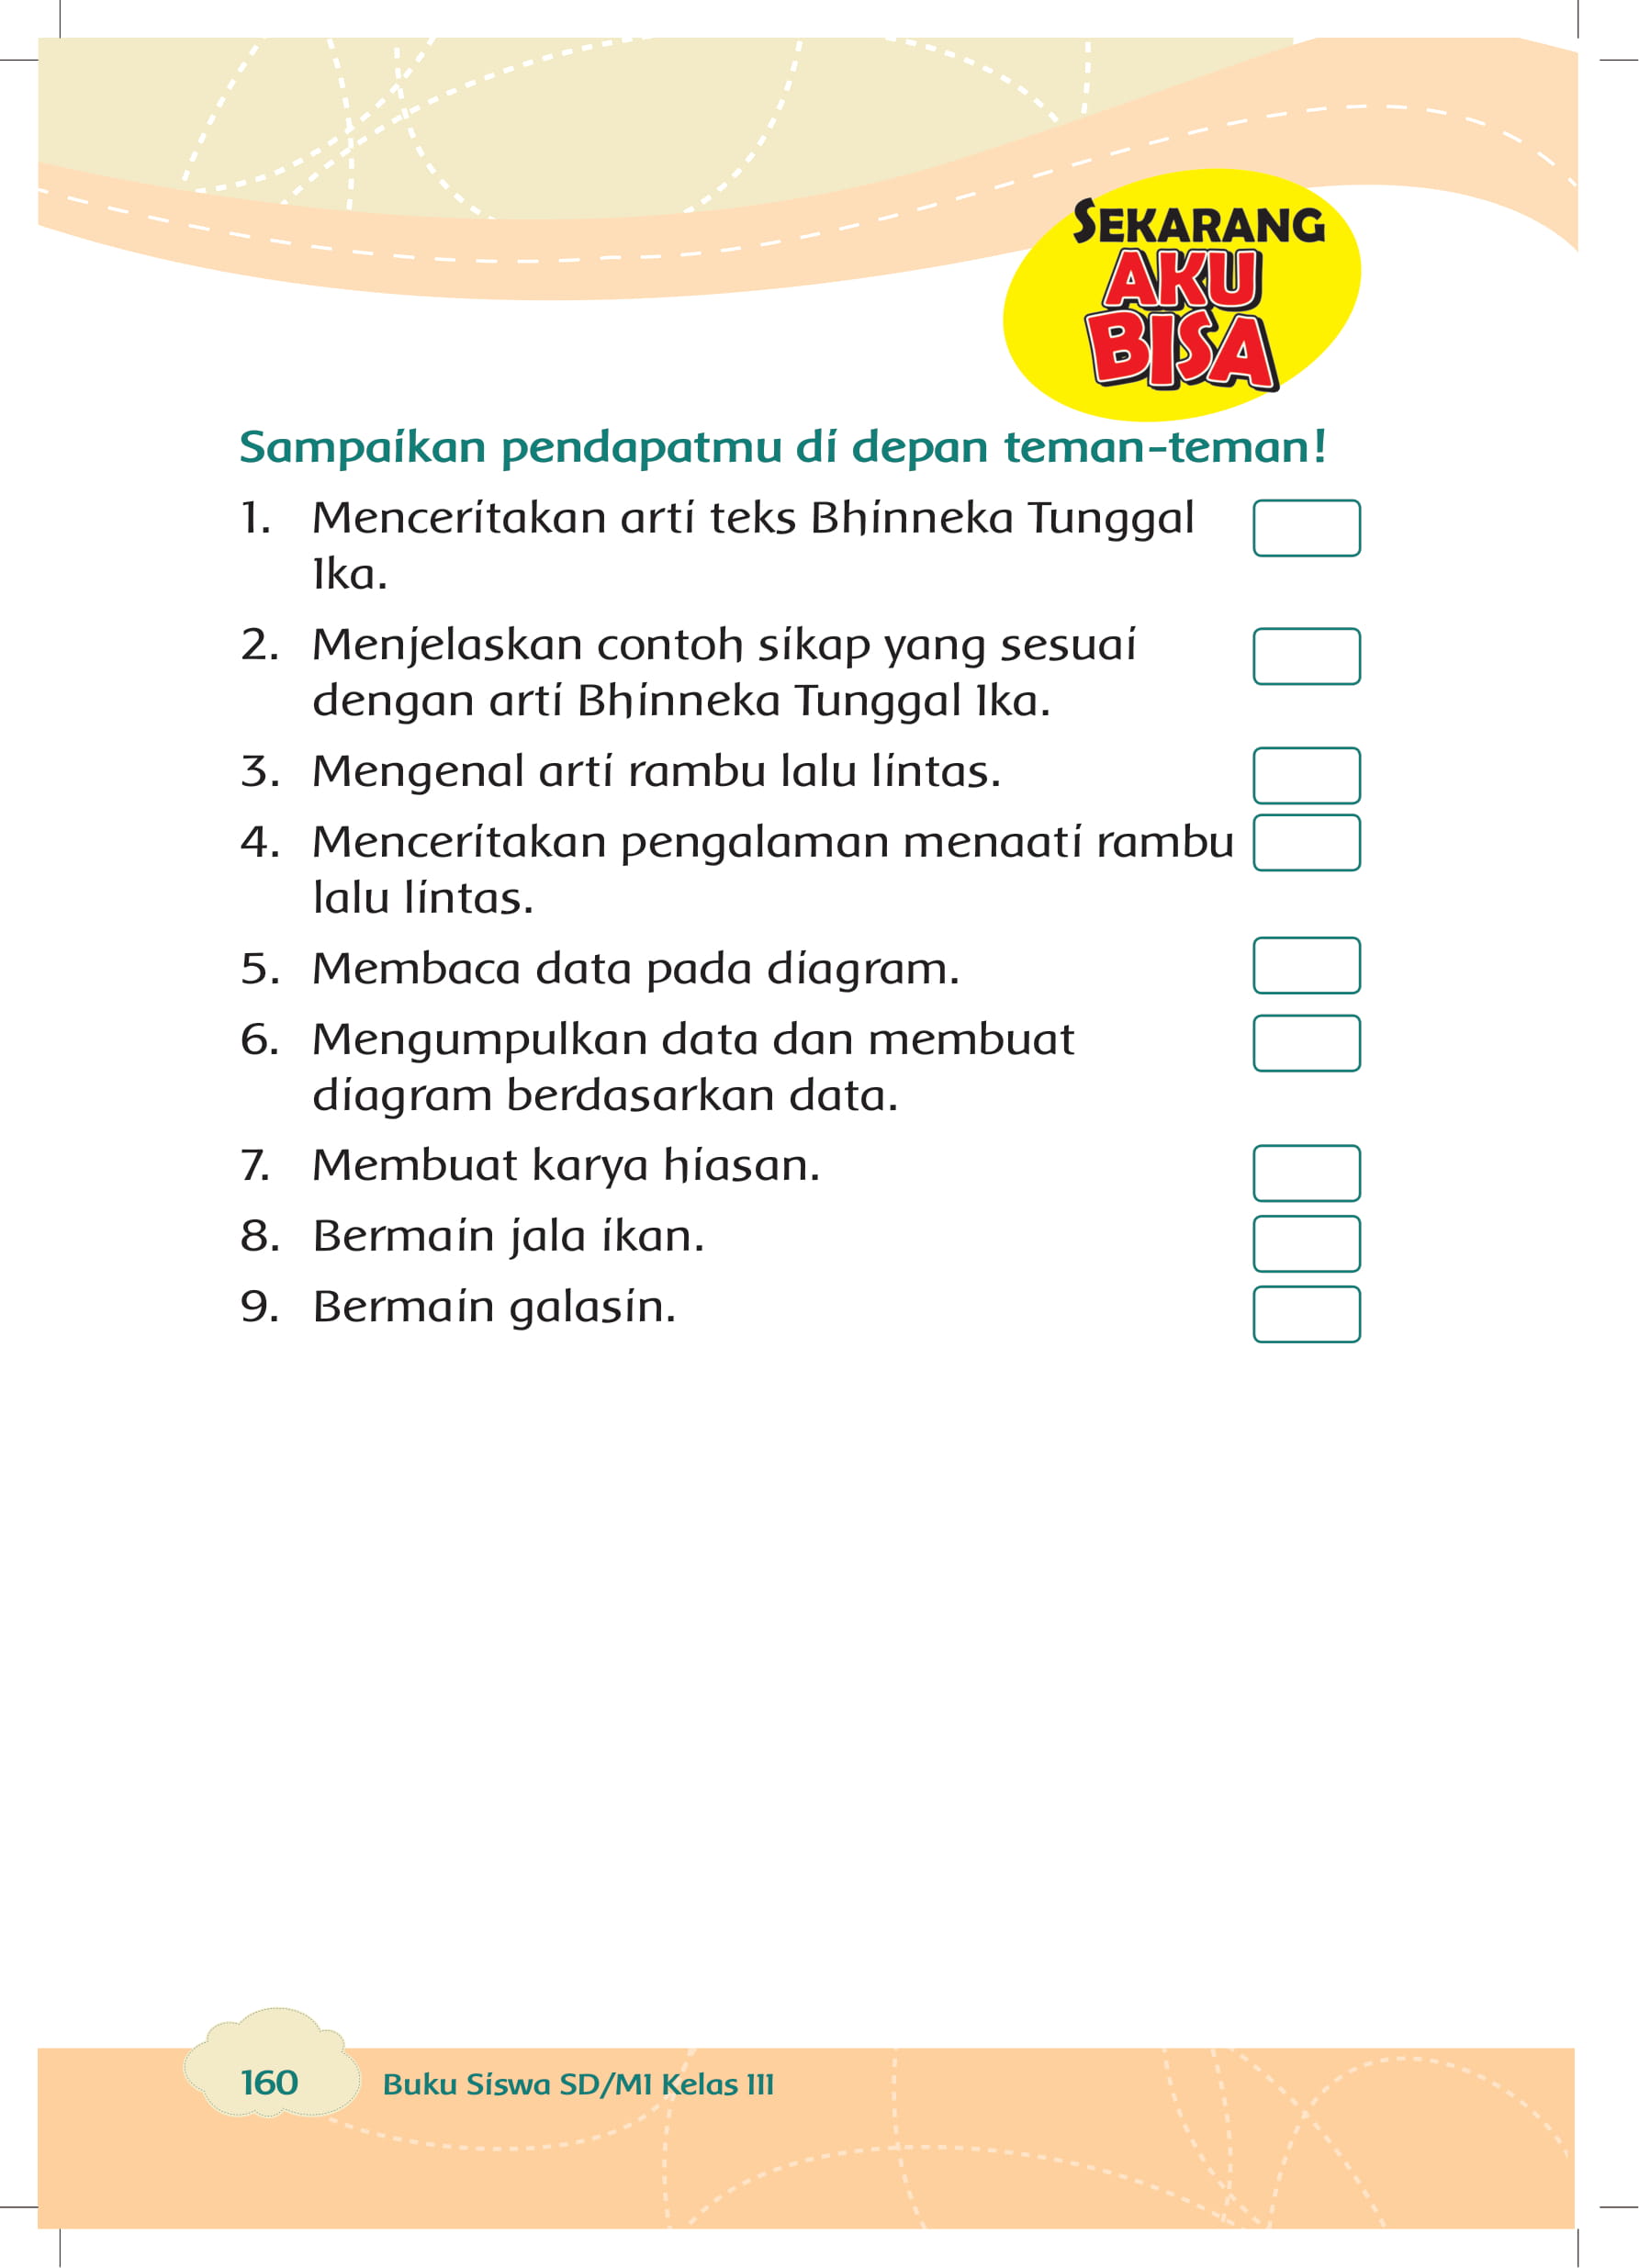 SEKARANG
AKU
BISA
Sampaikan pendapatmu di depan teman-teman!
1. Menceritakan arti teks Bhinneka Tunggal
Ika.
2. Menjelaskan contoh sikap yang sesuai
dengan arti Bhinneka Tunggal Ika.
3. Mengenal arti rambu lalu lintas.
4. Menceritakan pengalaman menaati rambu
lalu lintas.
5. Membaca data pada diagram.
6. Mengumpulkan data dan membuat
diagram berdasarkan data.
7. Membuat karya hiasan.
8. Bermain jala ikan.
9. Bermain galasin.
160 Buku Siswa SD/MI Kelas III